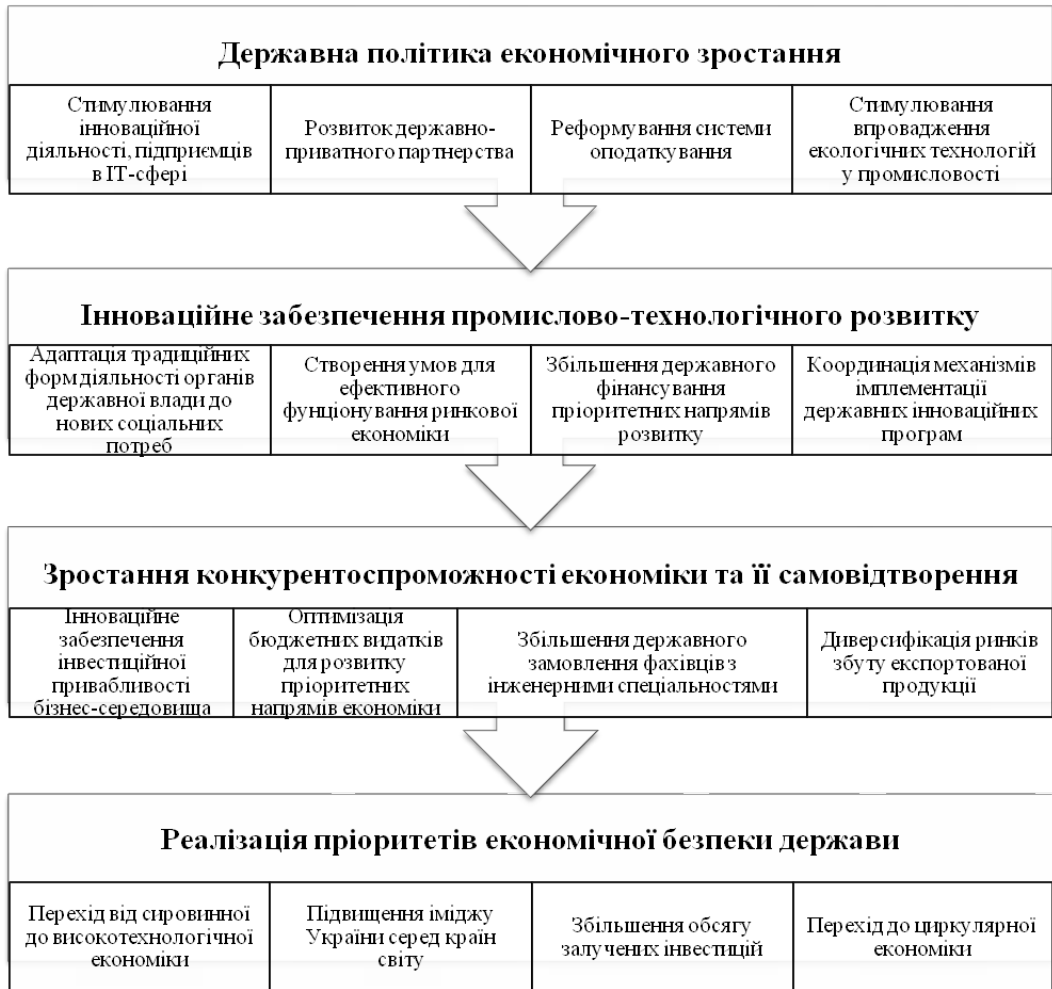 Державна політика економічного зростання
Стимулювання
інноваційної
діяльності, підприємців
в ІТ-сфері
Розвиток державно-
приватного партнерства
Реформування системи
оподаткування
Стимулювання
впровадження
екологічних технологій
у промисловості
Інноваційне забезпечення промислово-технологічного розвитку
Адаптація традиційних
форм діяльності органів
державної влади до
нових соціальних
потреб
Створення умов для
ефективного
фунціонування ринкової
економіки
Збільшення державного
фінансування
пріоритетних напрямів
розвитку
Координація механізмів
імплементації
державних інноваційних
програм
Зростання конкурентоспроможності економіки та її самовідтворення
Інноваційне
забезпечення
інвестиційної
привабливості
бізнес-середовища
Оптимізація
бюджетних видатків
для розвитку
пріоритетних
напрямів економіки
Збільшення державного
замовлення фахівців з
інженерними спеціальностями
Диверсифікація ринків
збуту експортованої
продукції
Реалізація пріоритетів економічної безпеки держави
Перехід від сировинної
до високотехнологічної
економіки
Підвищення іміджу
України серед країн
світу
Збільшення обсягу
залучених інвестицій
Перехід до циркулярної
економіки